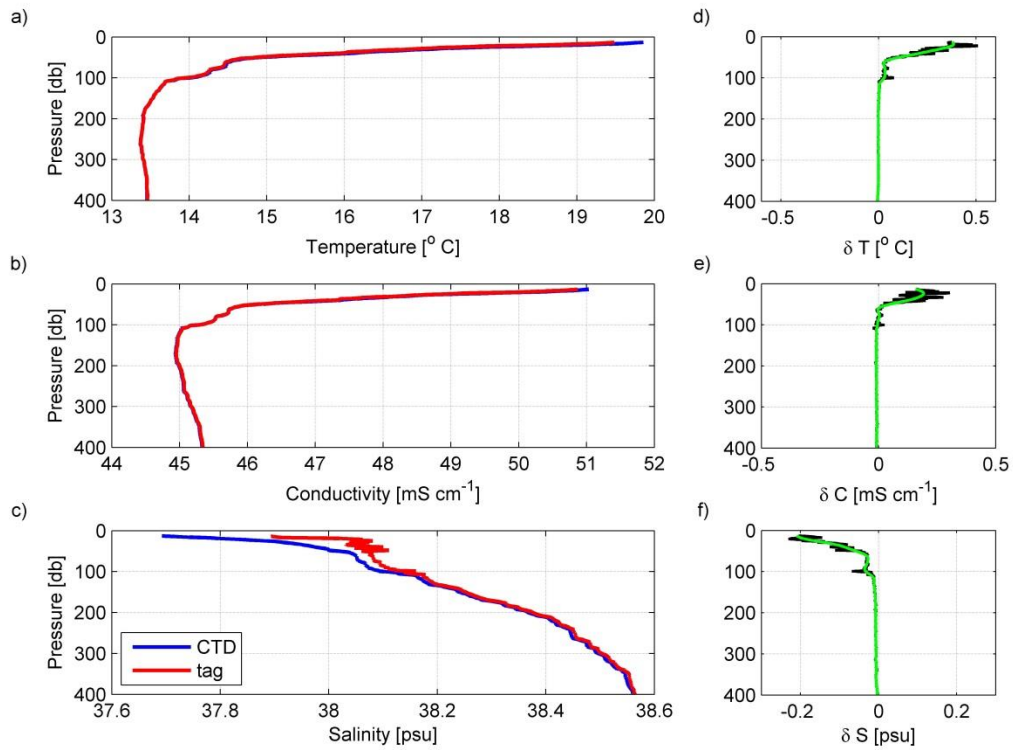 a)
0
100
200
300
400
Pressure [db]
13 14 15 16 17 18 19 20
Temperature [° C]
d)
0
100
200
300
400
-0.5 0 0.5
δ T [° C]
b)
0
100
200
300
400
Pressure [db]
44 45 46 47 48 49 50 51 52
Conductivity [mS cm⁻¹]
e)
0
100
200
300
400
-0.5 0 0.5
δ C [mS cm⁻¹]
c)
0
100
200
300
400
Pressure [db]
CTD
tag
37.6 37.8 38 38.2 38.4 38.6
Salinity [psu]
f)
0
100
200
300
400
-0.2 0 0.2
δ S [psu]